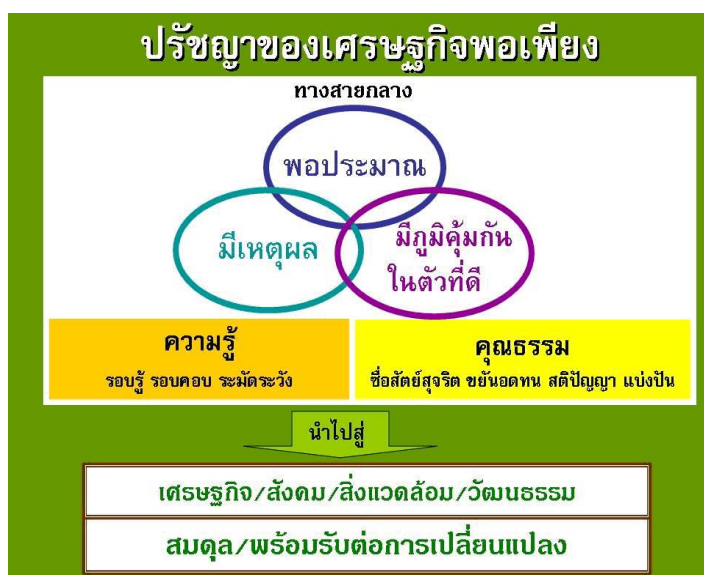 ปรัชญาของเศรษฐกิจพอเพียง
ทางสายกลาง
พอประมาณ
มีเหตุผล
มีภูมิคุ้มกัน
ในตัวที่ดี
ความรู้
รอบรู้ รอบคอบ ระมัดระวัง
คุณธรรม
ซื่อสัตย์สุจริต ขยันอดทน สติปัญญา แบ่งปัน
นำไปสู่
เศรษฐกิจ/สังคม/สิ่งแวดล้อม/วัฒนธรรม
สมดุล/พร้อมรับต่อการเปลี่ยนแปลง